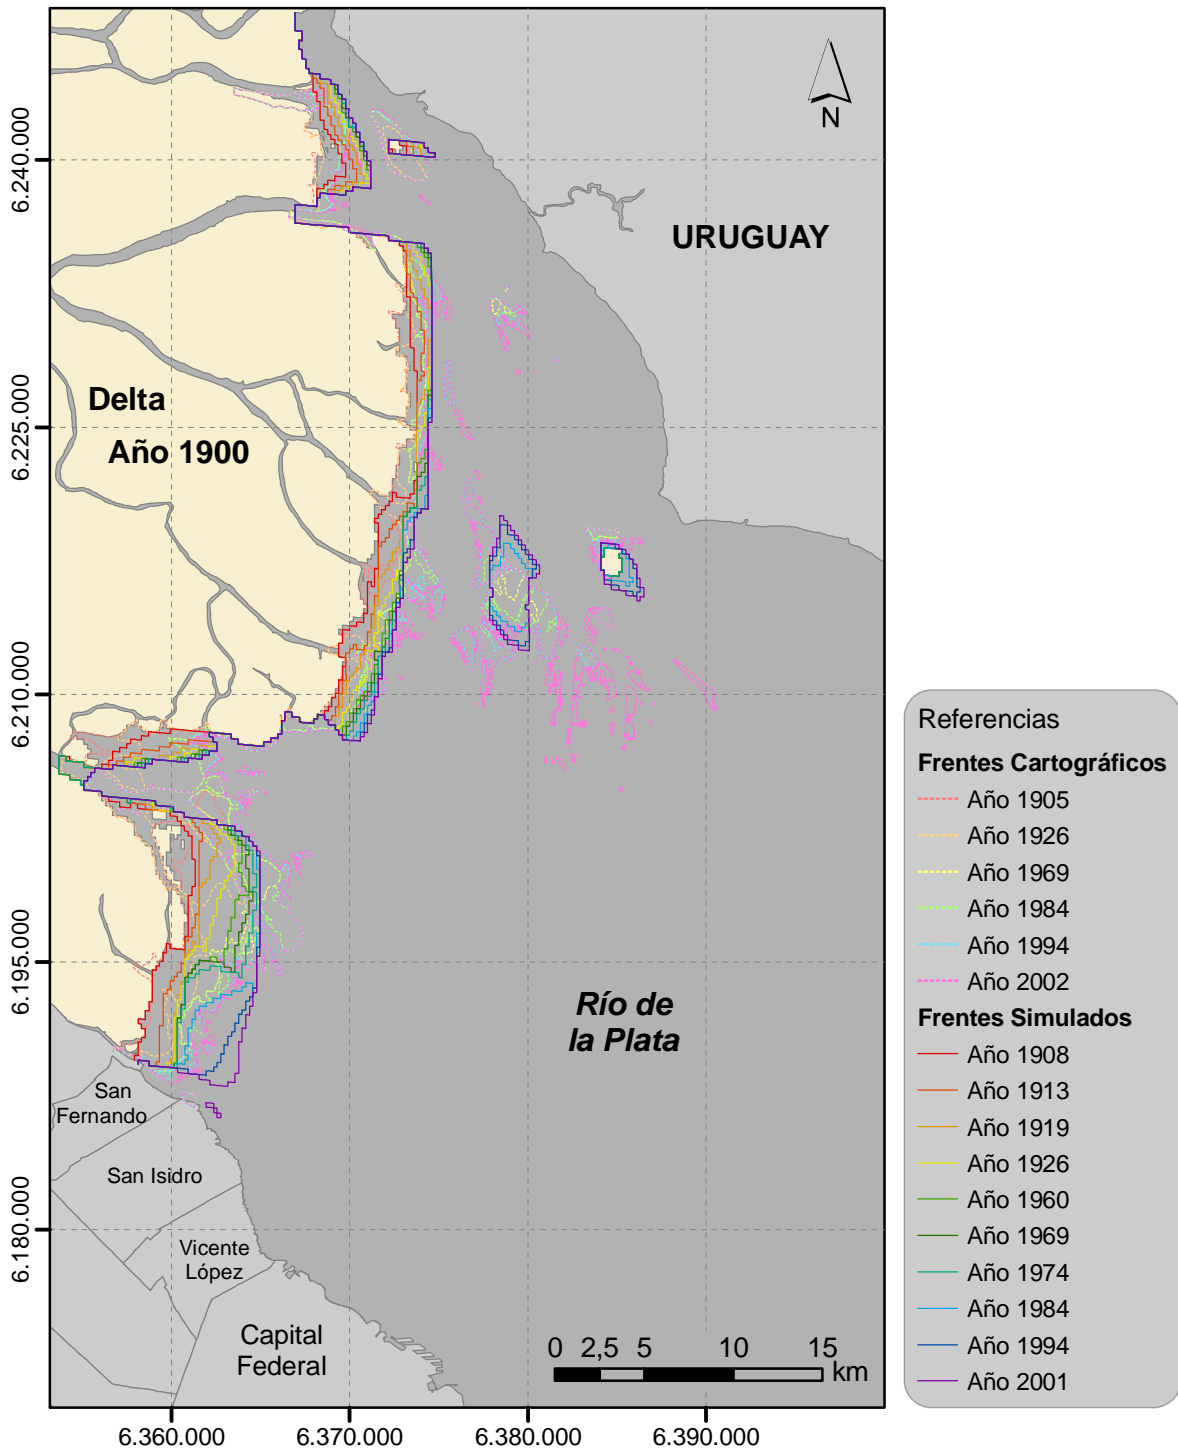 N
URUGUAY
Delta
Año 1900
Río de
la Plata
San
Fernando
San Isidro
Vicente
López
Capital
Federal
0 2,5 5 10 15
km
6.240.000
6.225.000
6.210.000
6.195.000
6.180.000
6.360.000 6.370.000 6.380.000 6.390.000
Referencias
Frentes Cartográficos
Año 1905
Año 1926
Año 1969
Año 1984
Año 1994
Año 2002
Frentes Simulados
Año 1908
Año 1913
Año 1919
Año 1926
Año 1960
Año 1969
Año 1974
Año 1984
Año 1994
Año 2001